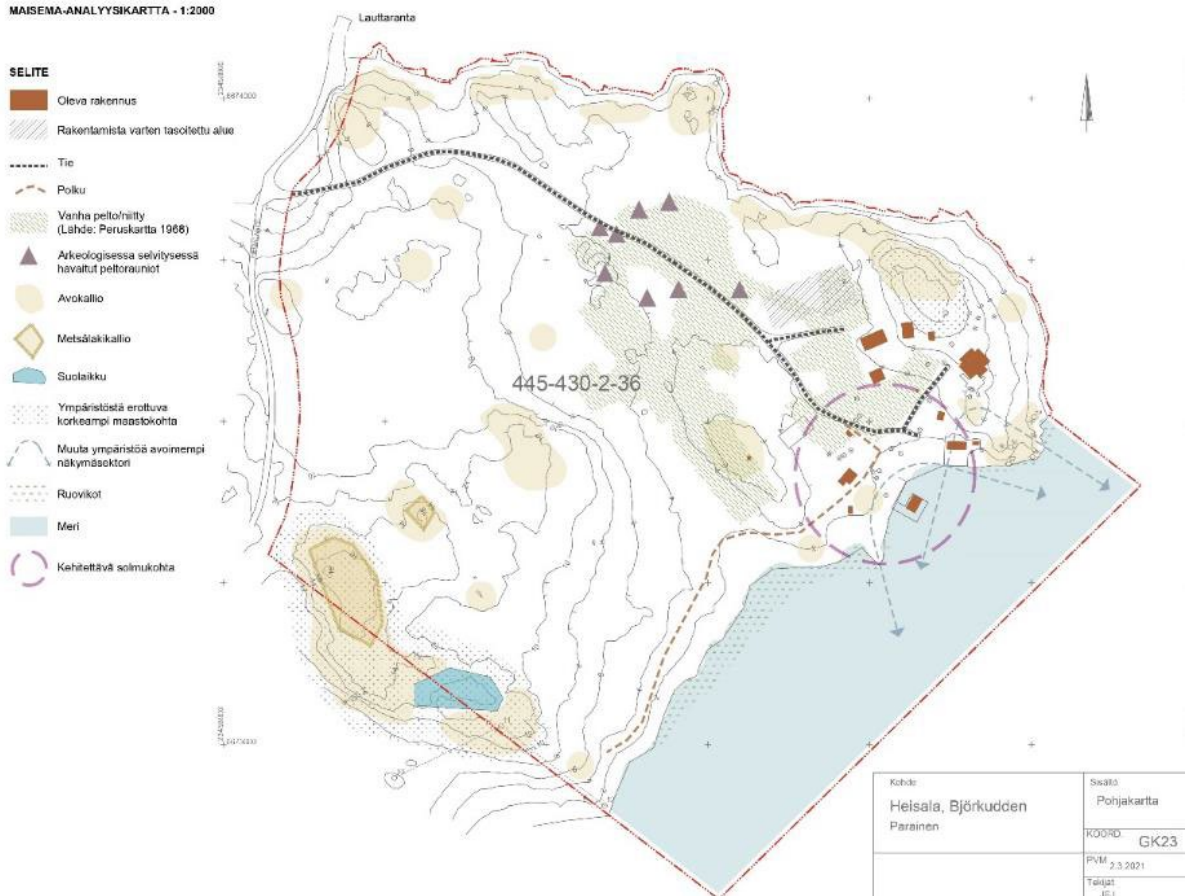 MAISEMA-ANALYYSIKARTTA - 1:2000
Lauttaranta
SELITE
Oleva rakennus
Rakentamista varten tasoitettu alue
Tie
Polku
Vanha pelto/niitty
(Lähde: Peruskartta 1966)
Arkeologisessa selvityksessä
havaitut peltorauniot
Avokallio
Metsälakikallio
Suolaikku
Ympäristöstä erottuva
korkeampi maastokohta
Muuta ympäristöä avoimempi
näkymäsektori
Ruovikot
Meri
Kehitettävä solmukohta
445-430-2-36
Kohde
Heisala, Björkudden
Parainen
Sisältö
Pohjakartta
KOORD.
GK23
PVM
2.3.2021
Tekijät